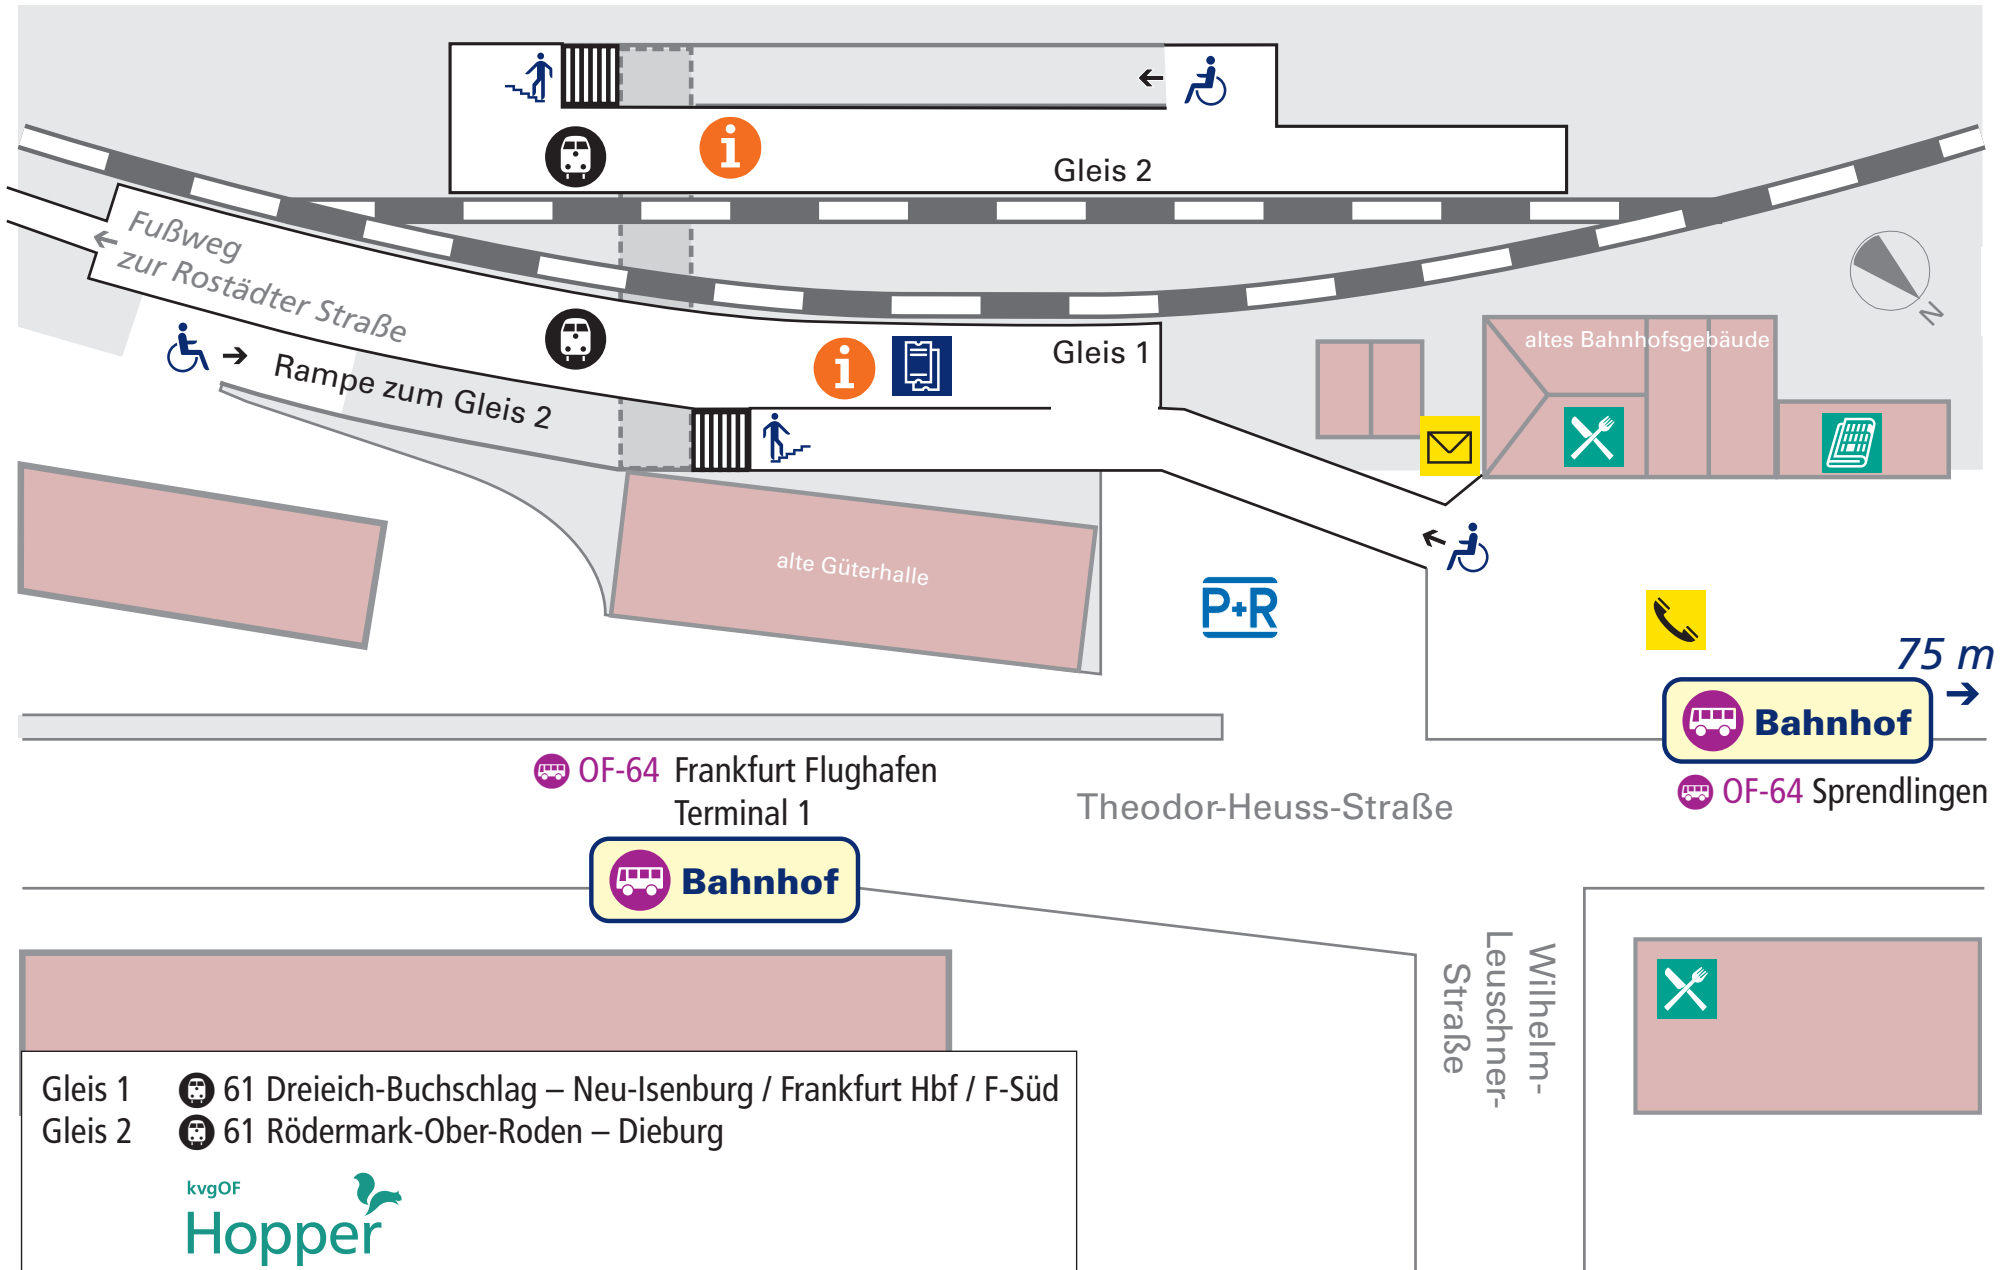 Gleis 2
Fußweg
zur Rostädter Straße
N
Gleis 1
altes Bahnhofsgebäude
Rampe zum Gleis 2
alte Güterhalle
P+R
75 m
Bahnhof
OF-64 Sprendlingen
OF-64 Frankfurt Flughafen
Terminal 1
Theodor-Heuss-Straße
Bahnhof
Wilhelm-
Leuschner-
Straße
Gleis 1 61 Dreieich-Buchschlag – Neu-Isenburg / Frankfurt Hbf / F-Süd
Gleis 2 61 Rödermark-Ober-Roden – Dieburg
kvgOF
Hopper